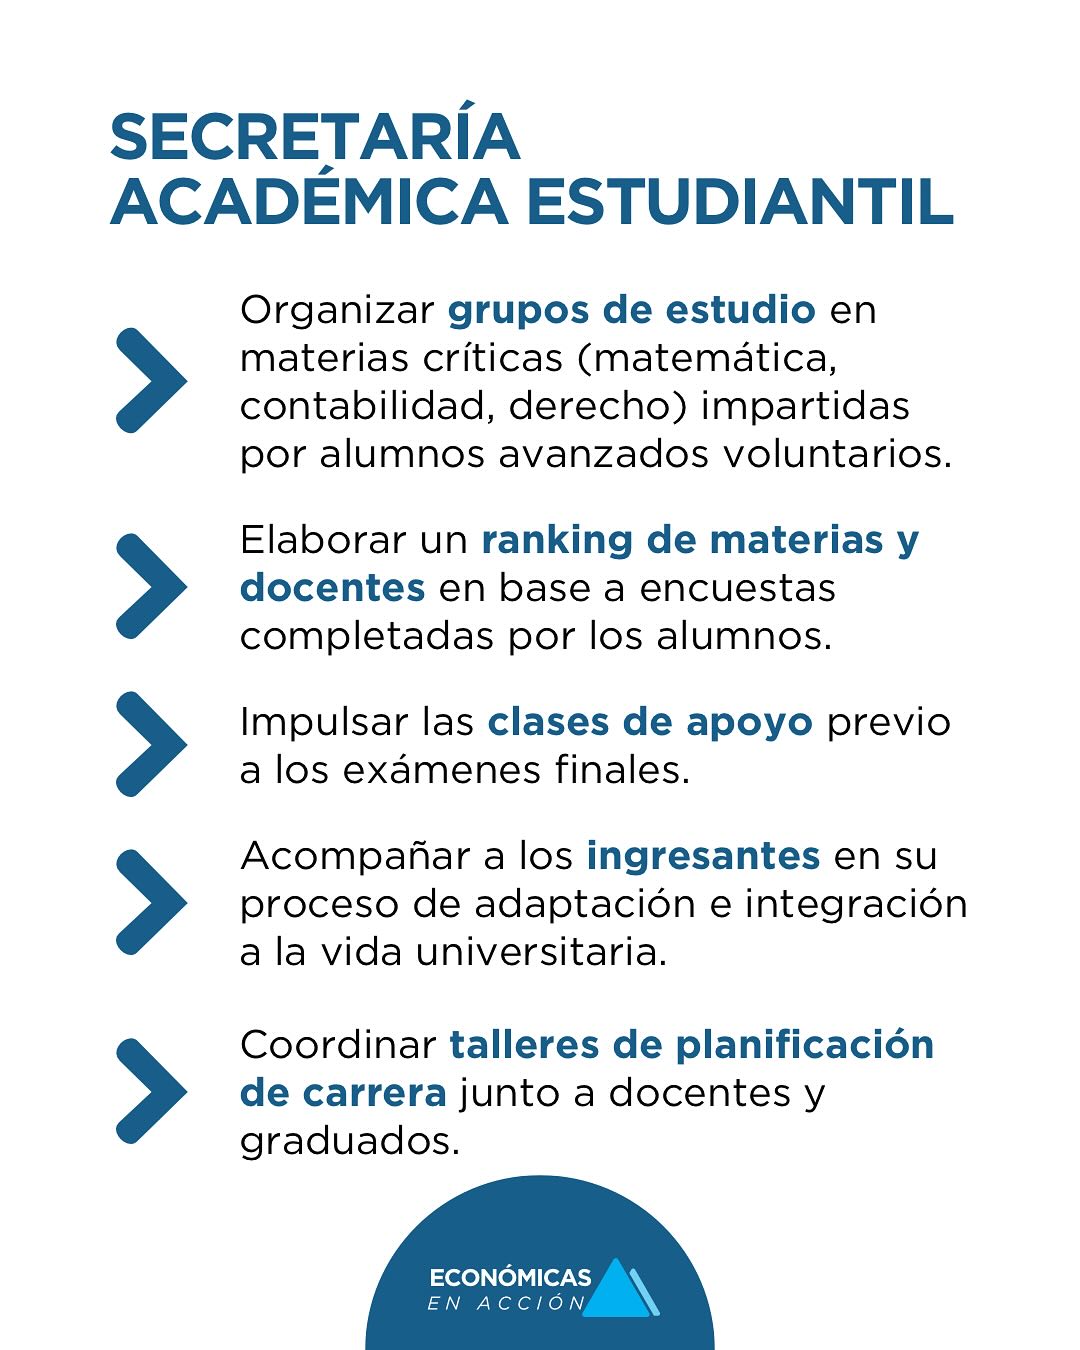 SECRETARÍA
ACADÉMICA ESTUDIANTIL
Organizar grupos de estudio en
materias críticas (matemática,
contabilidad, derecho) impartidas
por alumnos avanzados voluntarios.
Elaborar un ranking de materias y
docentes en base a encuestas
completadas por los alumnos.
Impulsar las clases de apoyo previo
a los exámenes finales.
Acompañar a los ingresantes en su
proceso de adaptación e integración
a la vida universitaria.
Coordinar talleres de planificación
de carrera junto a docentes y
graduados.
ECONÓMICAS
EN ACCIÓN